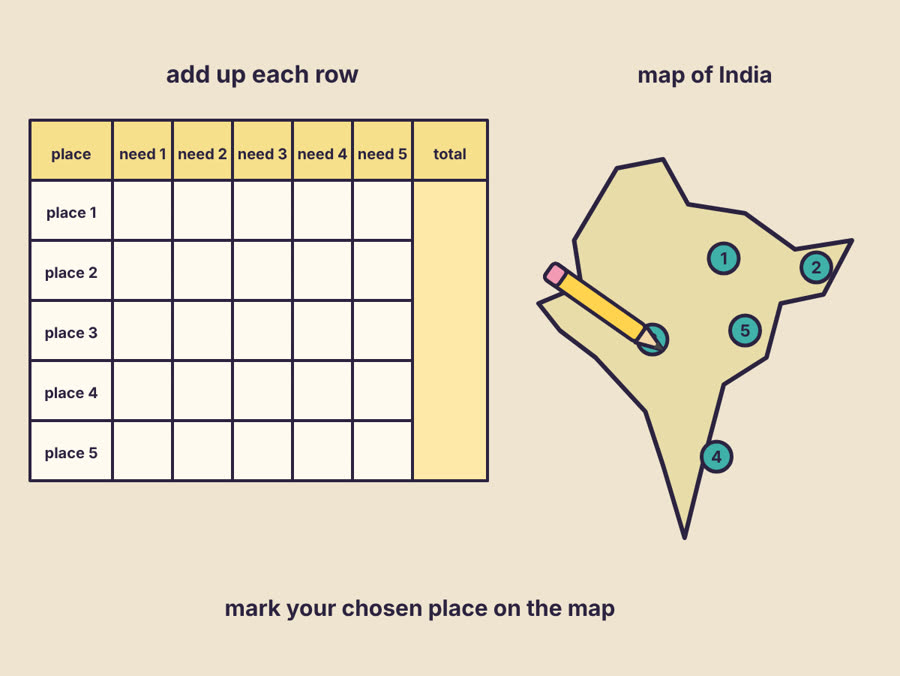 add up each row
map of India
place need 1 need 2 need 3 need 4 need 5 total
place 1
place 2
place 3
place 4
place 5
1
2
5
4
mark your chosen place on the map